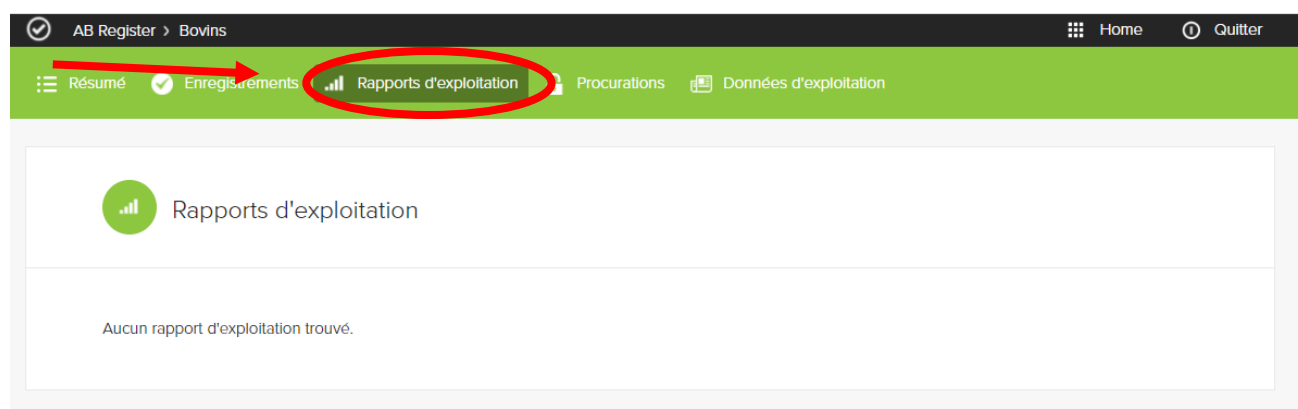 AB Register > Bovins Home Quitter
Résumé Enregistrements Rapports d'exploitation Procurations Données d'exploitation
Rapports d'exploitation
Aucun rapport d'exploitation trouvé.